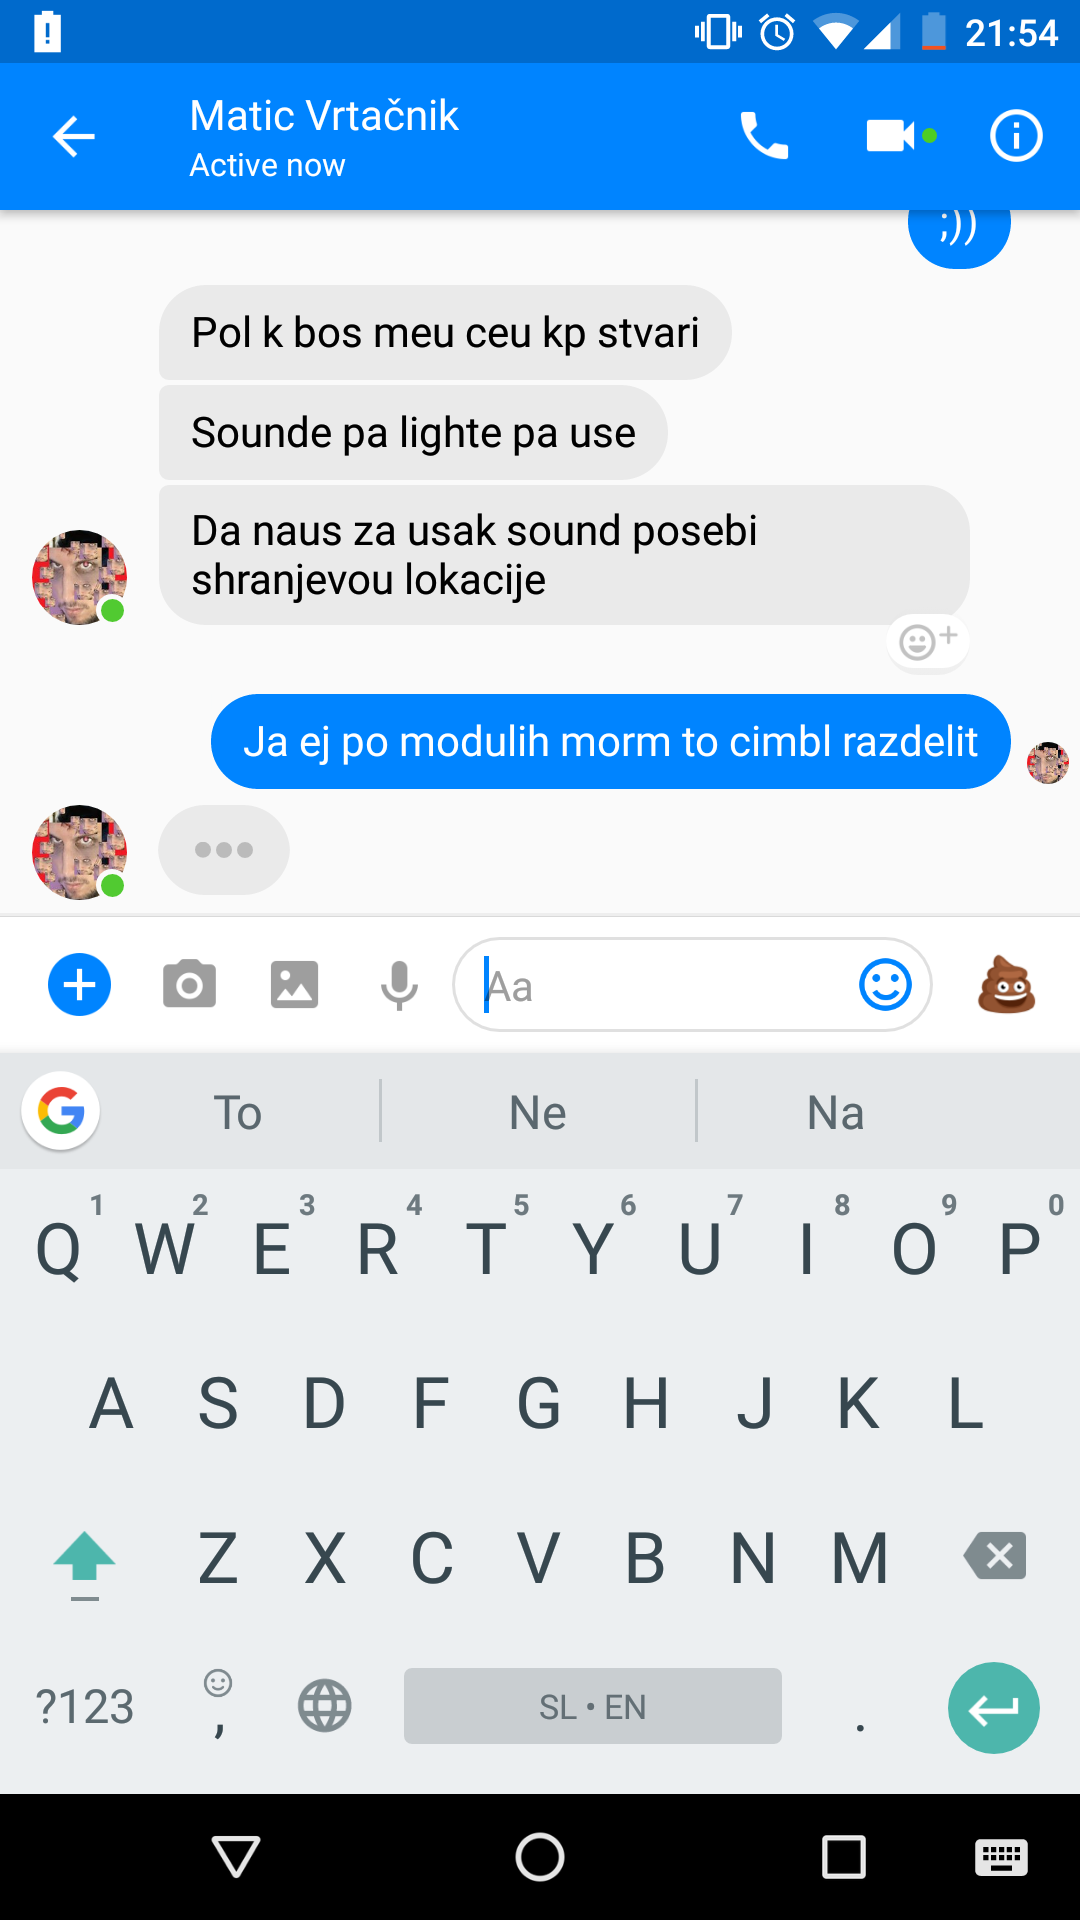 21:54
Matic Vrtačnik
Active now
;))
Pol k bos meu ceu kp stvari
Sounde pa lighte pa use
Da naus za usak sound posebi
shranjevou lokacije
Ja ej po modulih morm to cimbl razdelit
Aa
To Ne Na
1 2 3 4 5 6 7 8 9 0
Q W E R T Y U I O P
A S D F G H J K L
Z X C V B N M
?123 , SL • EN .